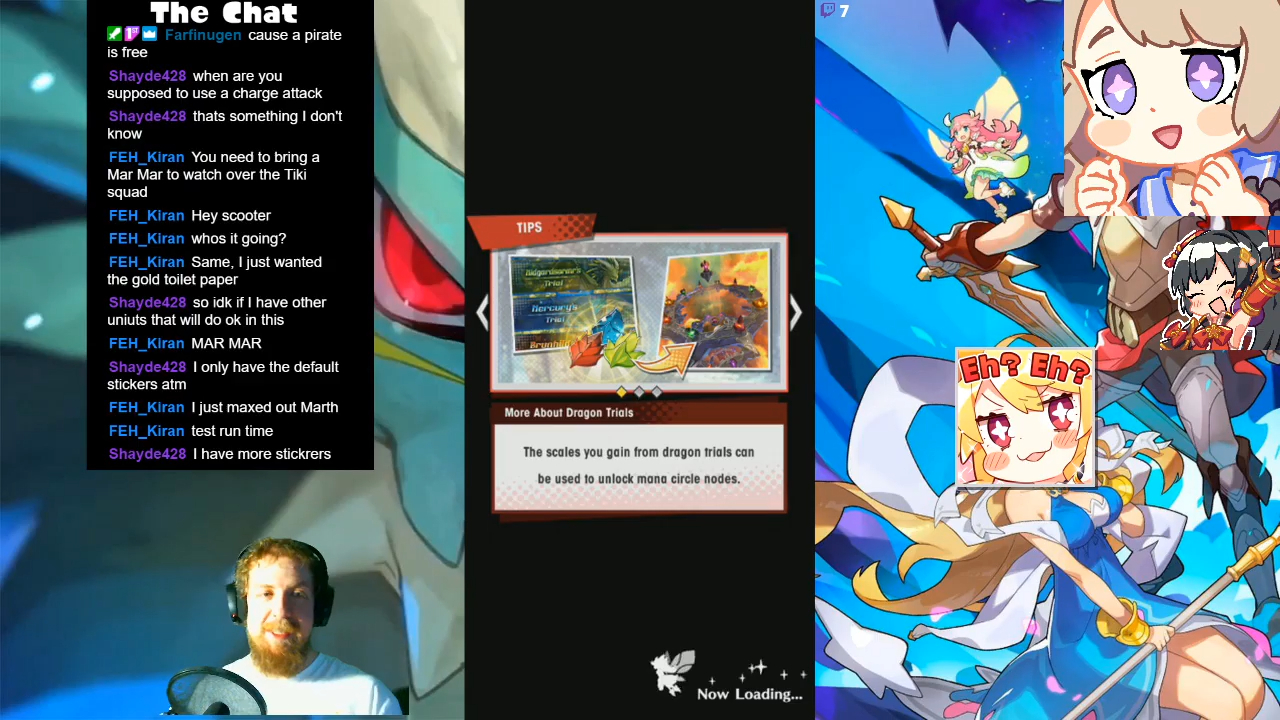 The Chat
Farfinugen cause a pirate
is free
Shayde428 when are you
supposed to use a charge attack
Shayde428 thats something I don't
know
FEH_Kiran You need to bring a
Mar Mar to watch over the Tiki
squad
FEH_Kiran Hey scooter
FEH_Kiran whos it going?
FEH_Kiran Same, I just wanted
the gold toilet paper
Shayde428 so idk if I have other
uniuts that will do ok in this
FEH_Kiran MAR MAR
Shayde428 I only have the default
stickers atm
FEH_Kiran I just maxed out Marth
FEH_Kiran test run time
Shayde428 I have more stickrers
TIPS
Midgardsormr's
Trial
Mercury's
Trial
More About Dragon Trials
The scales you gain from dragon trials can
be used to unlock mana circle nodes.
Now Loading...
7
Eh? Eh?